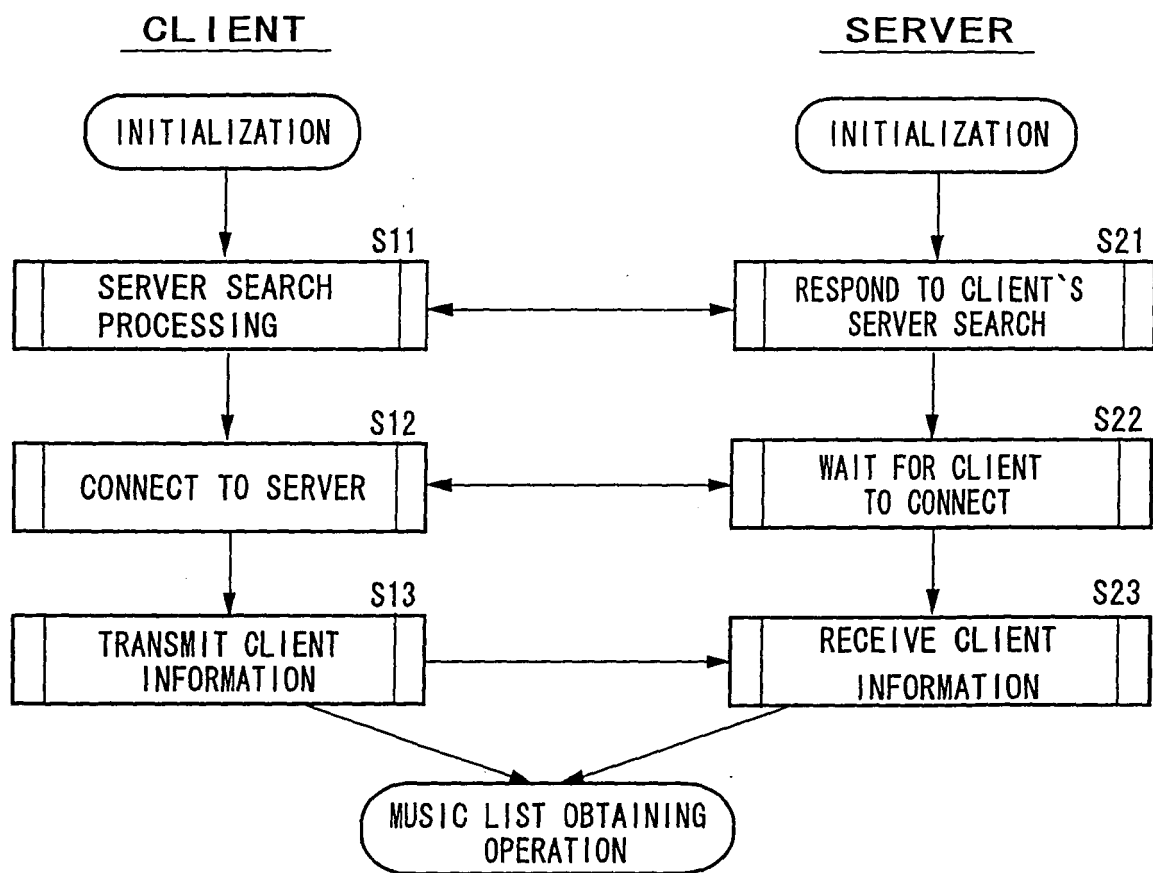 CLIENT
SERVER
INITIALIZATION
INITIALIZATION
S11
S21
SERVER SEARCH
PROCESSING
RESPOND TO CLIENT`S
SERVER SEARCH
S12
S22
CONNECT TO SERVER
WAIT FOR CLIENT
TO CONNECT
S13
S23
TRANSMIT CLIENT
INFORMATION
RECEIVE CLIENT
INFORMATION
MUSIC LIST OBTAINING
OPERATION